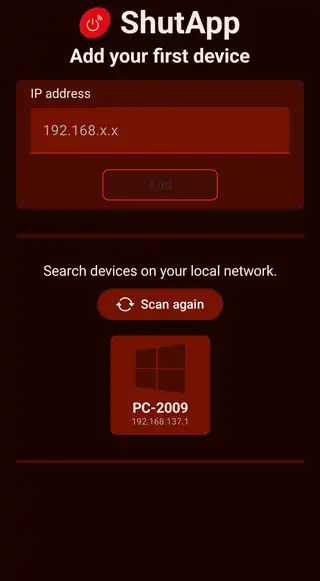 ShutApp
Add your first device
IP address
192.168.x.x
Add
Search devices on your local network.
Scan again
PC-2009
192.168.137.1